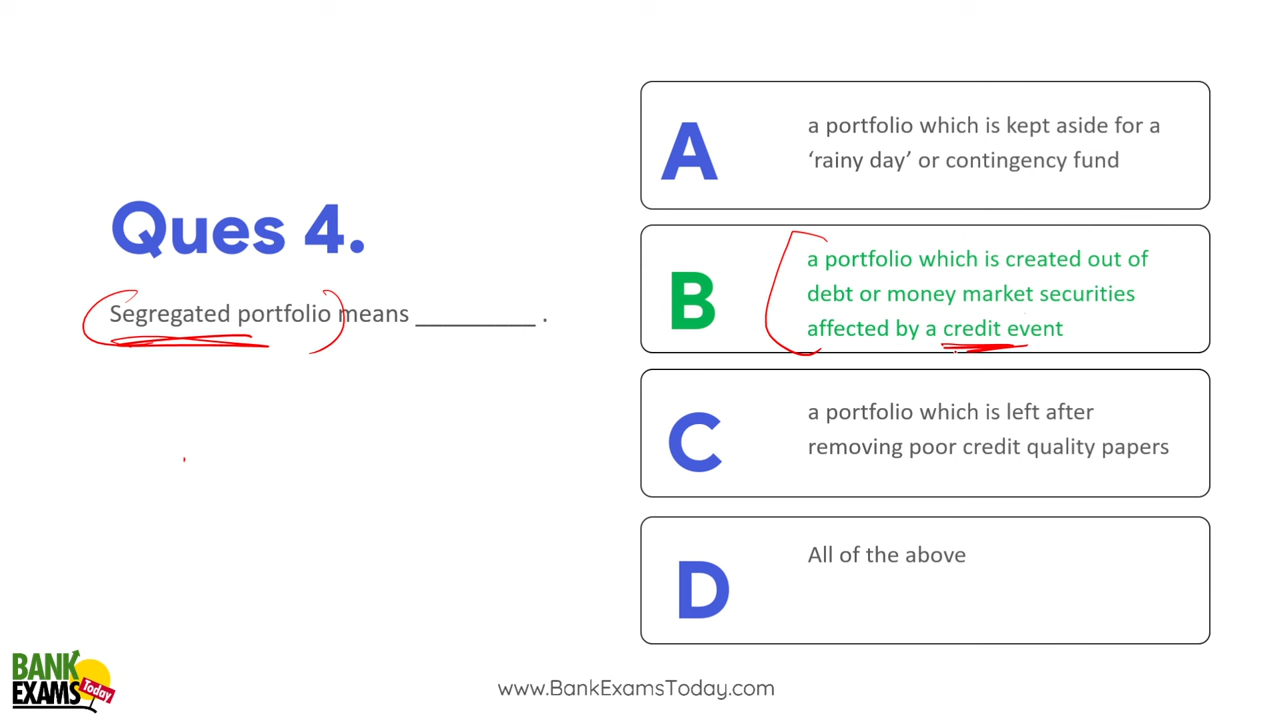 Ques 4.
Segregated portfolio means __________ .
A
a portfolio which is kept aside for a
‘rainy day’ or contingency fund
B
a portfolio which is created out of
debt or money market securities
affected by a credit event
C
a portfolio which is left after
removing poor credit quality papers
D
All of the above
BANK
EXAMS
Today
www.BankExamsToday.com